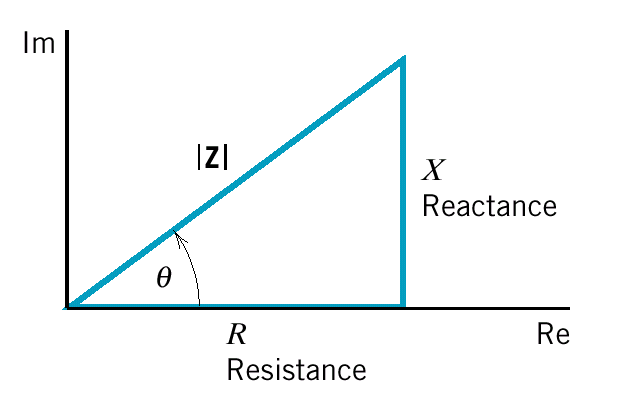 Im
|Z|
X
Reactance
θ
R
Re
Resistance